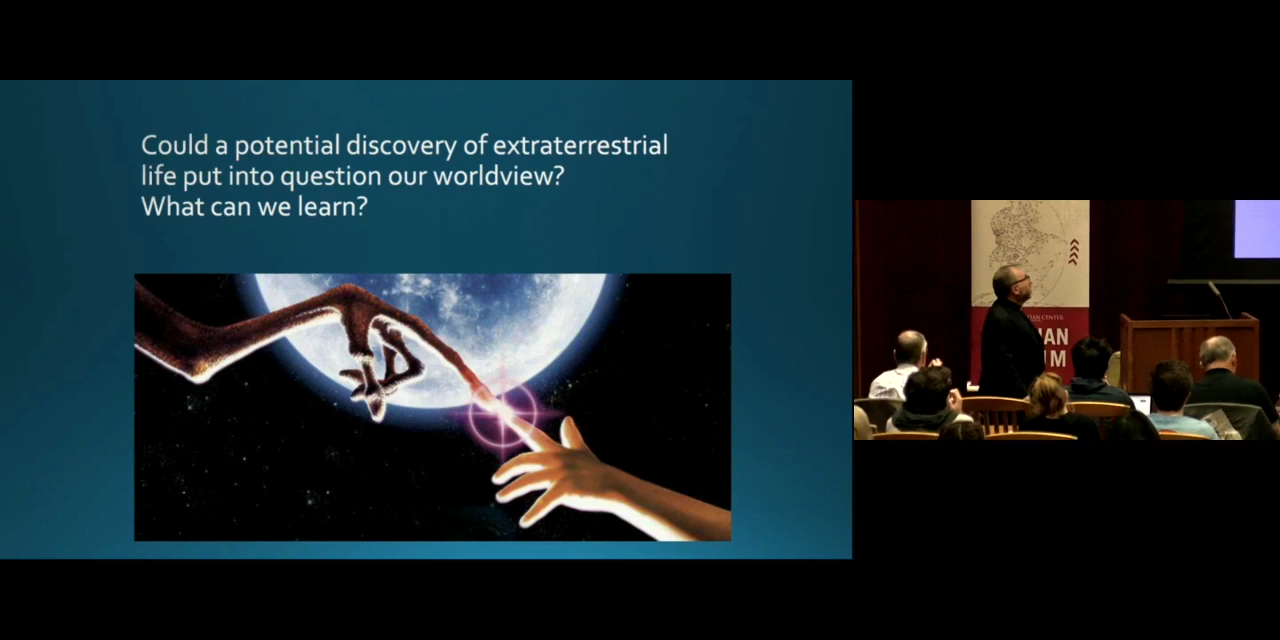 Could a potential discovery of extraterrestrial
life put into question our worldview?
What can we learn?